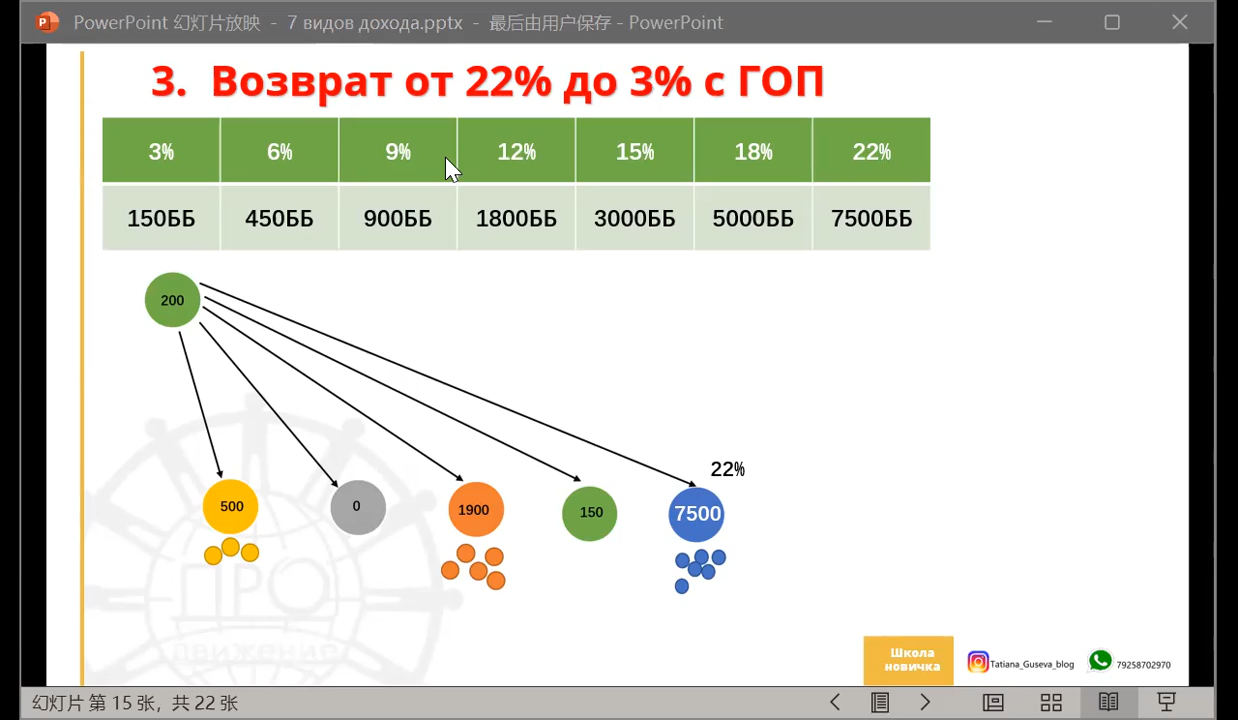 PowerPoint 幻灯片放映 - 7 видов дохода.pptx - 最后由用户保存 - PowerPoint
3. Возврат от 22% до 3% с ГОП
3% 6% 9% 12% 15% 18% 22%
150ББ 450ББ 900ББ 1800ББ 3000ББ 5000ББ 7500ББ
200
22%
500 0 1900 150 7500
ПРО
движение
Школа
новичка
Tatiana_Guseva_blog 79258702970
幻灯片 第 15 张，共 22 张